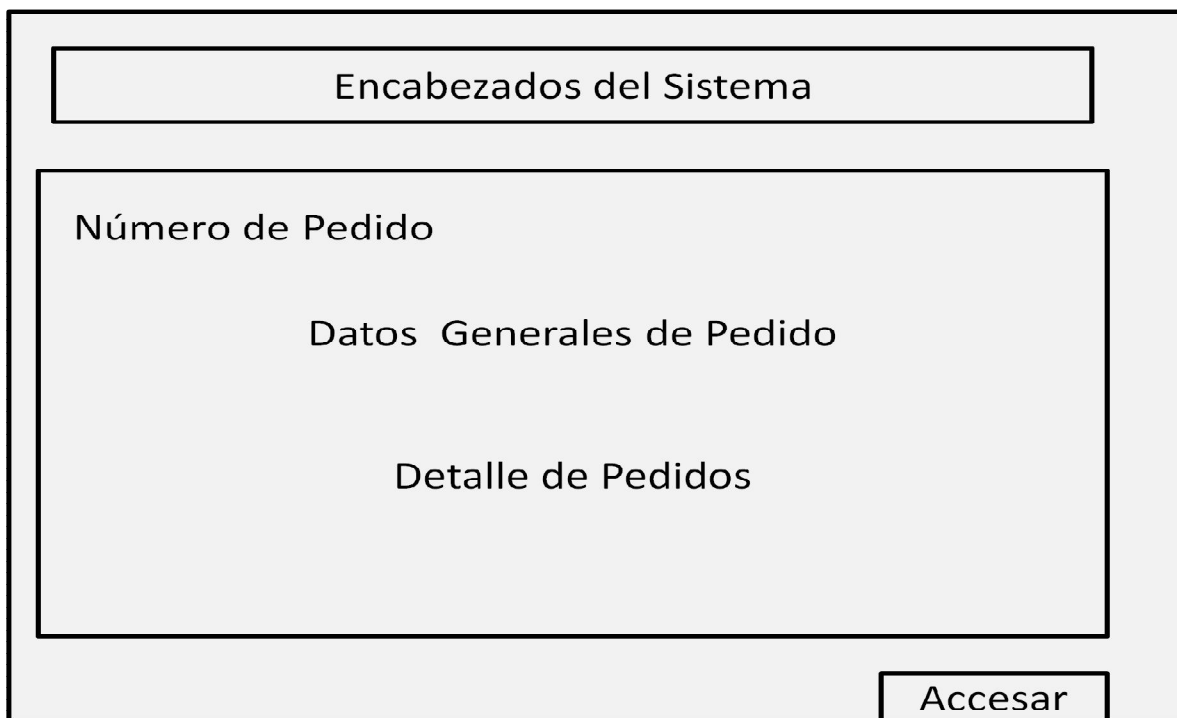 Encabezados del Sistema
Número de Pedido
Datos Generales de Pedido
Detalle de Pedidos
Accesar